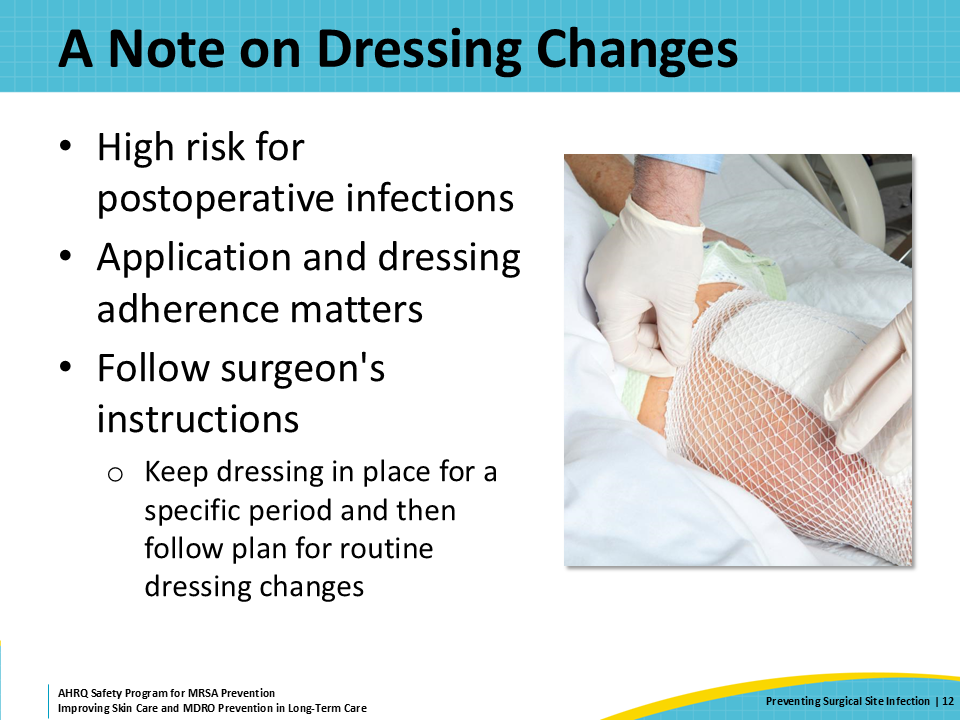 A Note on Dressing Changes
• High risk for
postoperative infections
• Application and dressing
adherence matters
• Follow surgeon's
instructions
o Keep dressing in place for a
specific period and then
follow plan for routine
dressing changes
AHRQ Safety Program for MRSA Prevention
Improving Skin Care and MDRO Prevention in Long-Term Care
Preventing Surgical Site Infection | 12